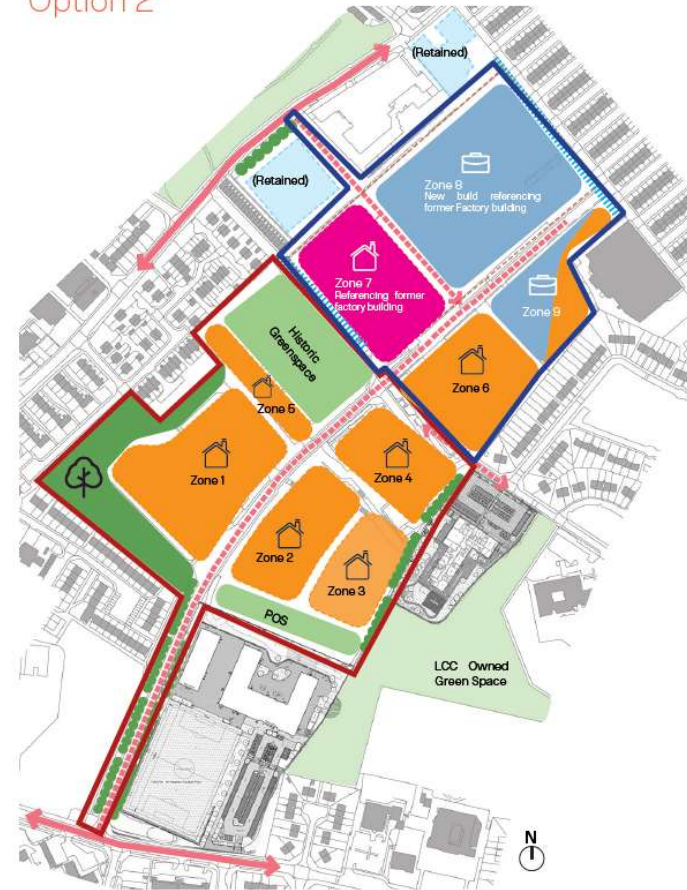 Option 2
(Retained)
(Retained)
Zone 8
New build referencing
former Factory building
Zone 7
Referencing former
factory building
Zone 9
Historic
Greenspace
Zone 6
Zone 5
Zone 1
Zone 4
Zone 2
Zone 3
POS
LCC Owned
Green Space
N